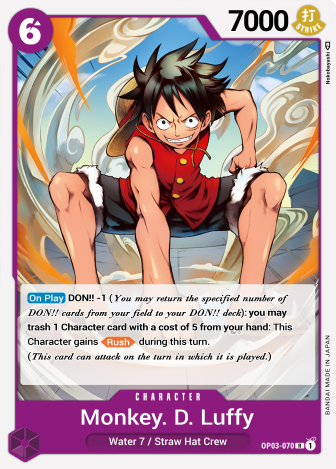 6
7000
打
STRIKE
Nakobayashi
On Play DON!! -1 (You may return the specified number of
DON!! cards from your field to your DON!! deck): you may
trash 1 Character card with a cost of 5 from your hand: This
Character gains Rush during this turn.
(This card can attack on the turn in which it is played.)
BANDAI MADE IN JAPAN
CHARACTER
Monkey. D. Luffy
Water 7 / Straw Hat Crew
OP03-070 R 1